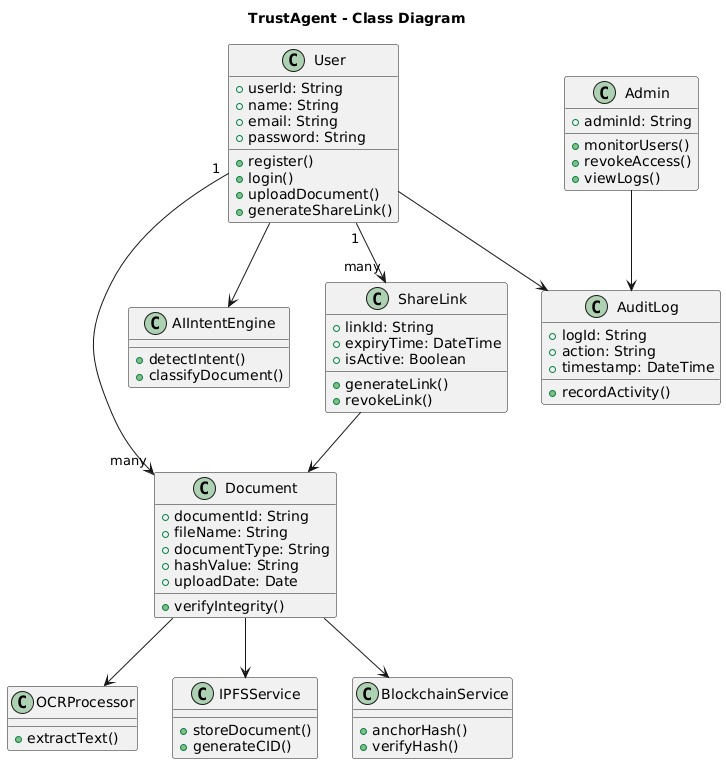 TrustAgent - Class Diagram
C User
userId: String
name: String
email: String
password: String
register()
login()
uploadDocument()
generateShareLink()
C Admin
adminId: String
monitorUsers()
revokeAccess()
viewLogs()
1
1
many
C AIIntentEngine
detectIntent()
classifyDocument()
C ShareLink
linkId: String
expiryTime: DateTime
isActive: Boolean
generateLink()
revokeLink()
C AuditLog
logId: String
action: String
timestamp: DateTime
recordActivity()
many
C Document
documentId: String
fileName: String
documentType: String
hashValue: String
uploadDate: Date
verifyIntegrity()
C OCRProcessor
extractText()
C IPFSService
storeDocument()
generateCID()
C BlockchainService
anchorHash()
verifyHash()